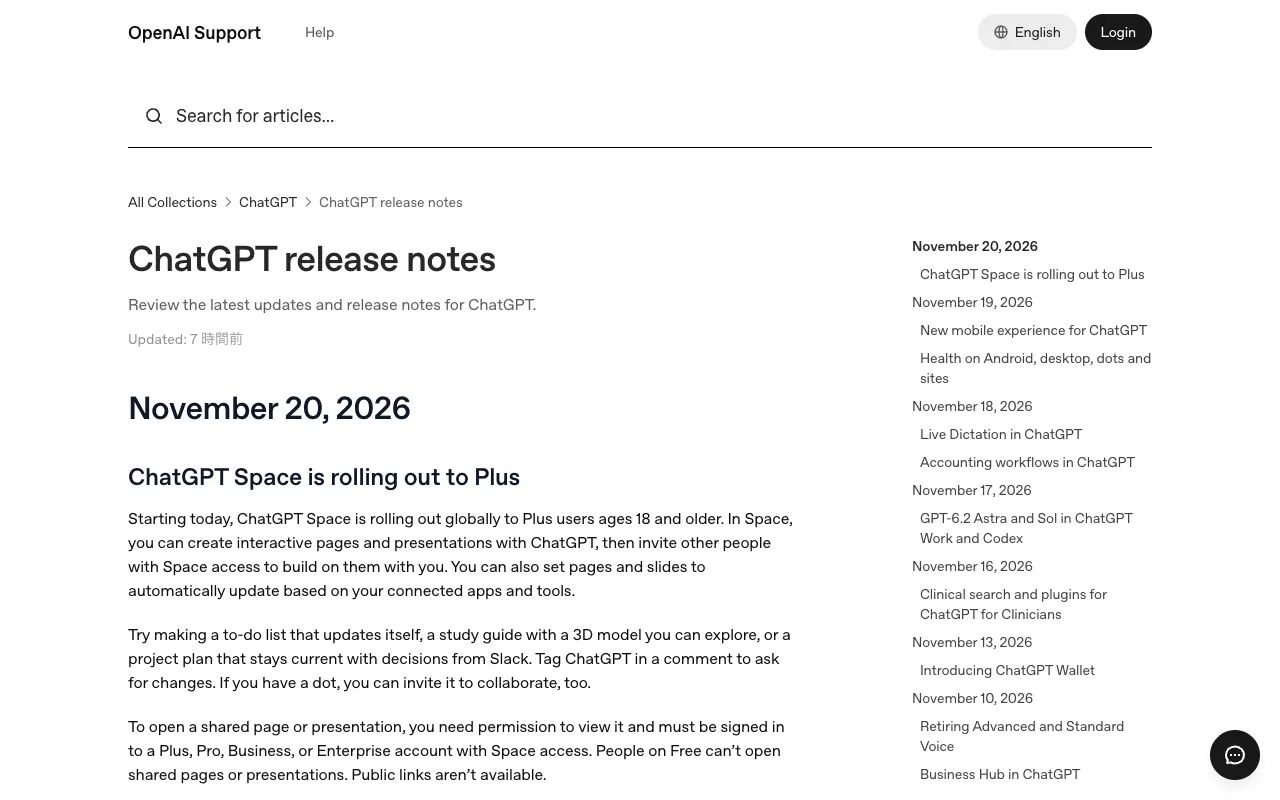 OpenAI Support
Help
English
Login
Search for articles...
All Collections > ChatGPT > ChatGPT release notes
ChatGPT release notes
Review the latest updates and release notes for ChatGPT.
Updated: 7 時間前
November 20, 2026
ChatGPT Space is rolling out to Plus
Starting today, ChatGPT Space is rolling out globally to Plus users ages 18 and older. In Space,
you can create interactive pages and presentations with ChatGPT, then invite other people
with Space access to build on them with you. You can also set pages and slides to
automatically update based on your connected apps and tools.
Try making a to-do list that updates itself, a study guide with a 3D model you can explore, or a
project plan that stays current with decisions from Slack. Tag ChatGPT in a comment to ask
for changes. If you have a dot, you can invite it to collaborate, too.
To open a shared page or presentation, you need permission to view it and must be signed in
to a Plus, Pro, Business, or Enterprise account with Space access. People on Free can’t open
shared pages or presentations. Public links aren’t available.
November 20, 2026
ChatGPT Space is rolling out to Plus
November 19, 2026
New mobile experience for ChatGPT
Health on Android, desktop, dots and
sites
November 18, 2026
Live Dictation in ChatGPT
Accounting workflows in ChatGPT
November 17, 2026
GPT-6.2 Astra and Sol in ChatGPT
Work and Codex
November 16, 2026
Clinical search and plugins for
ChatGPT for Clinicians
November 13, 2026
Introducing ChatGPT Wallet
November 10, 2026
Retiring Advanced and Standard
Voice
Business Hub in ChatGPT